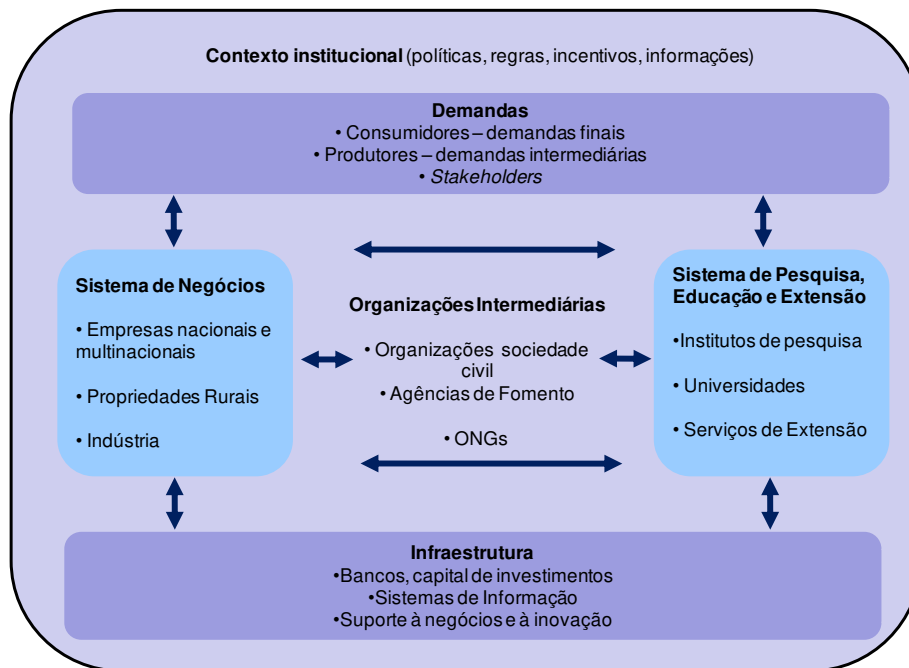 Contexto institucional (políticas, regras, incentivos, informações)
Demandas
• Consumidores – demandas finais
• Produtores – demandas intermediárias
• Stakeholders
Sistema de Negócios
• Empresas nacionais e
multinacionais
• Propriedades Rurais
• Indústria
Organizações Intermediárias
• Organizações sociedade
civil
• Agências de Fomento
• ONGs
Sistema de Pesquisa,
Educação e Extensão
•Institutos de pesquisa
• Universidades
• Serviços de Extensão
Infraestrutura
•Bancos, capital de investimentos
•Sistemas de Informação
•Suporte à negócios e à inovação